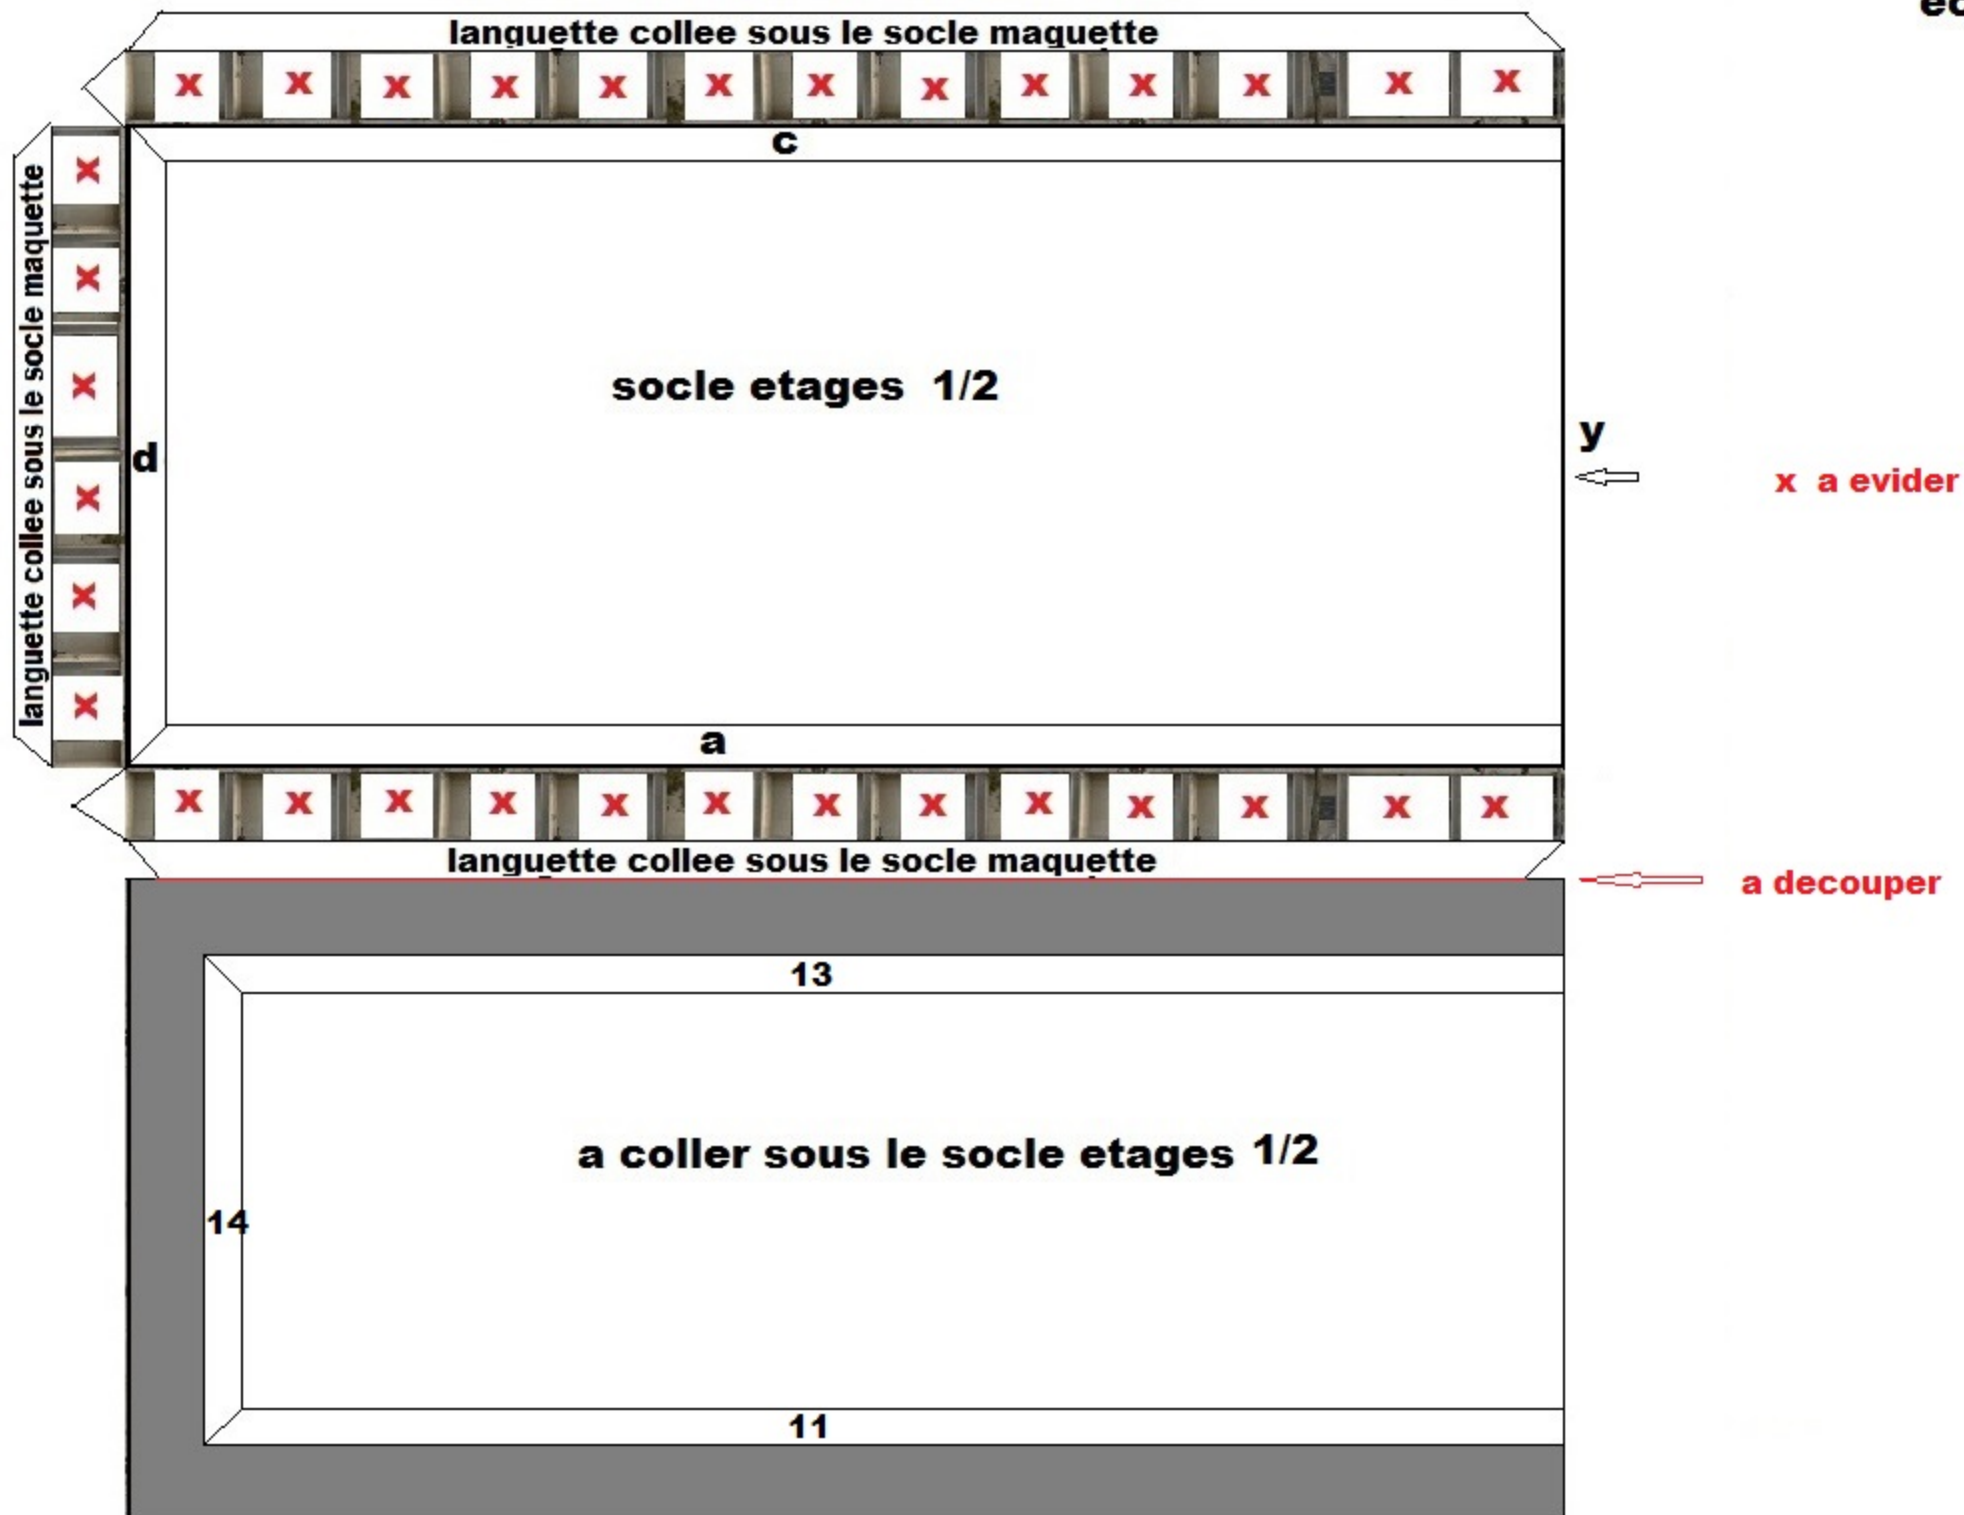 ec
languette collee sous le socle maquette
x x x x x x x x x x x x x
c
x
x
x
x
x
x
languette collee sous le socle maquette
socle etages 1/2
d
y
x a evider
a
x x x x x x x x x x x x x
languette collee sous le socle maquette
a decouper
13
a coller sous le socle etages 1/2
14
11